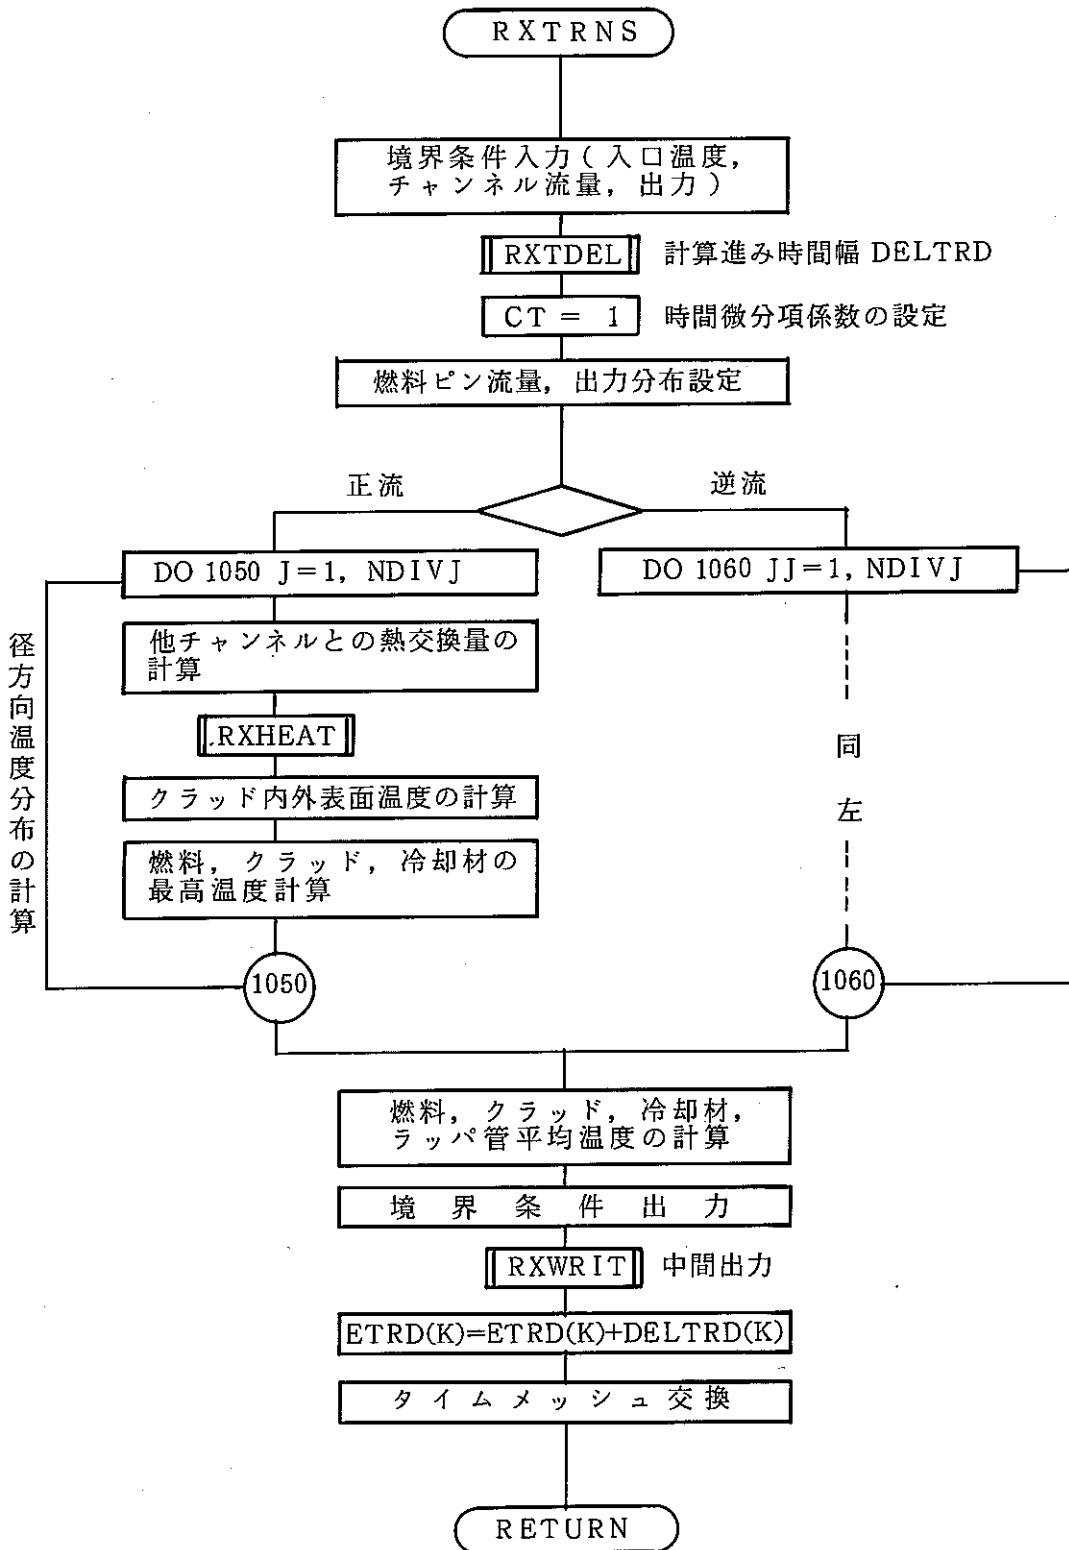 RXTRNS
境界条件入力(入口温度,
チャンネル流量, 出力)
RXTDEL 計算進み時間幅 DELTRD
CT = 1 時間微分項係数の設定
燃料ピン流量, 出力分布設定
正流
逆流
DO 1050 J=1, NDIVJ
DO 1060 JJ=1, NDIVJ
径方向温度分布の計算
他チャンネルとの熱交換量の
計算
RXHEAT
クラッド内外表面温度の計算
燃料, クラッド, 冷却材の
最高温度計算
同左
1050
1060
燃料, クラッド, 冷却材,
ラッパ管平均温度の計算
境界条件出力
RXWRIT 中間出力
ETRD(K)=ETRD(K)+DELTRD(K)
タイムメッシュ交換
RETURN